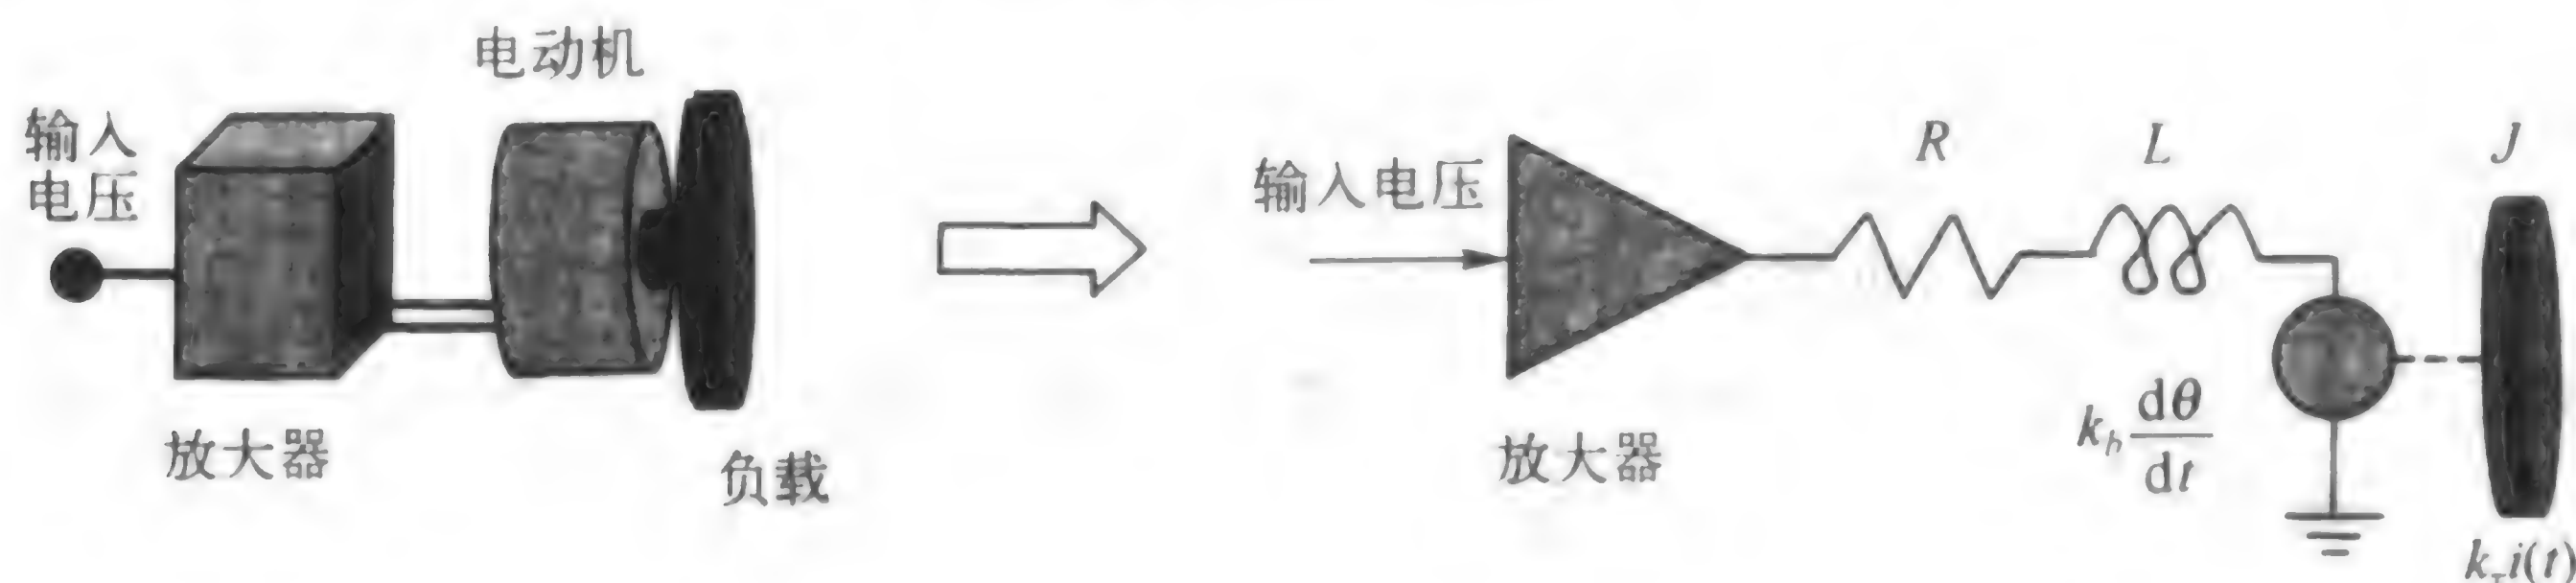 电动机
输入
电压
放大器
负载
输入电压
放大器
R
L
J
k_b dθ/dt
k_τ i(t)